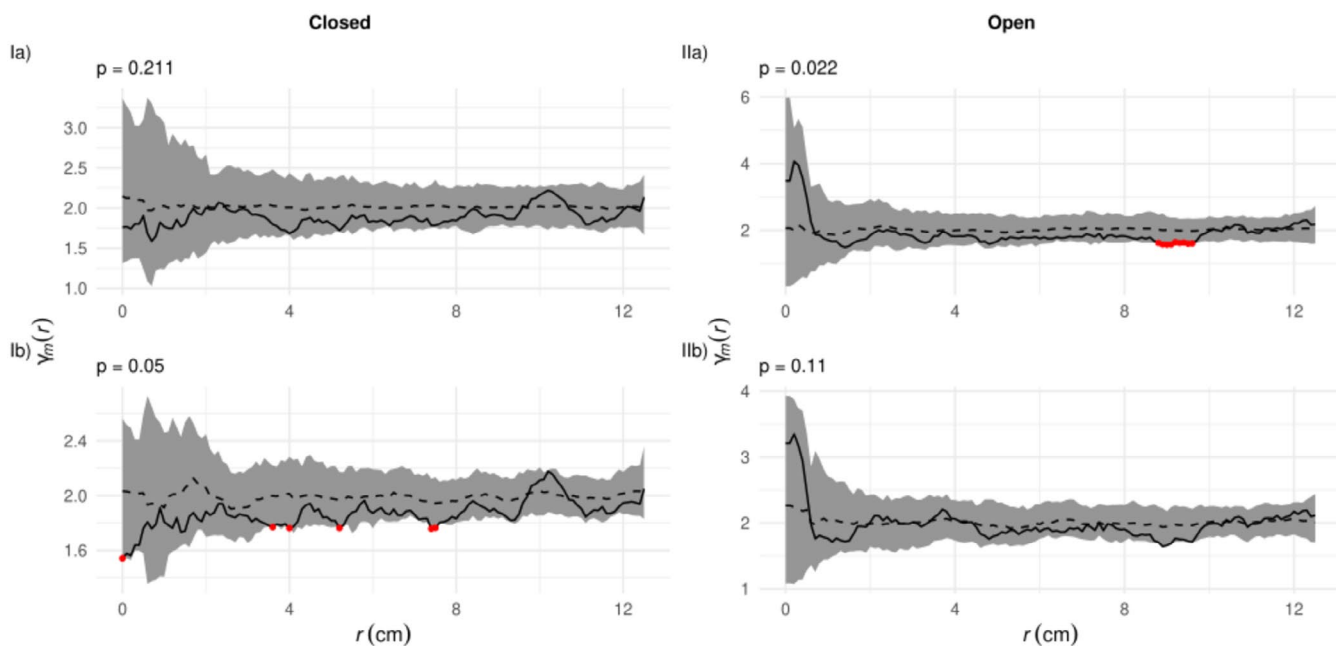 Closed
Open
Ia)
p = 0.211
3.0
2.5
2.0
1.5
1.0
0
4
8
12
IIa)
p = 0.022
6
4
2
0
4
8
12
γm(r)
γm(r)
Ib)
p = 0.05
2.4
2.0
1.6
0
4
8
12
r (cm)
IIb)
p = 0.11
4
3
2
1
0
4
8
12
r (cm)